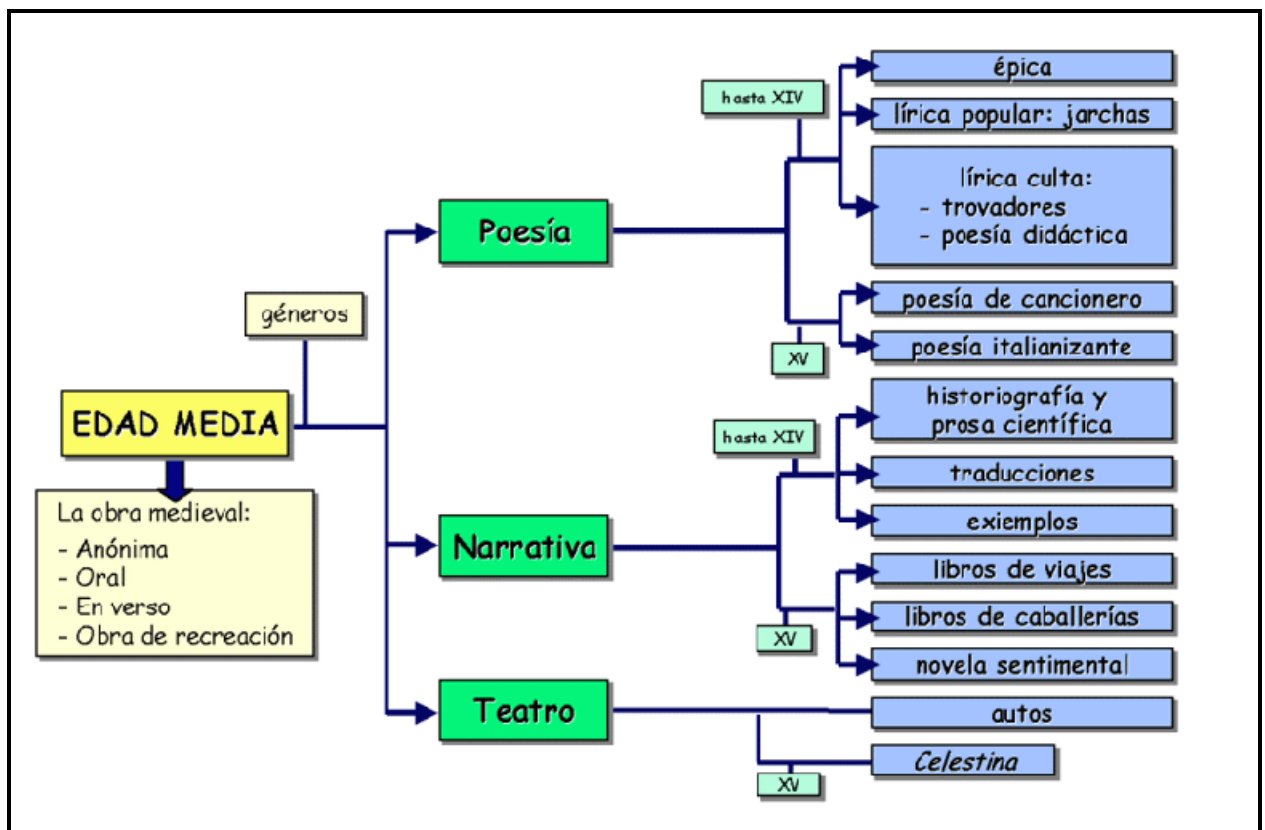 EDAD MEDIA
géneros
La obra medieval:
- Anónima
- Oral
- En verso
- Obra de recreación
Poesía
hasta XIV
épica
lírica popular: jarchas
lírica culta:
- trovadores
- poesía didáctica
XV
poesía de cancionero
poesía italianizante
Narrativa
hasta XIV
historiografía y
prosa científica
traducciones
exiemplos
XV
libros de viajes
libros de caballerías
novela sentimental
Teatro
autos
XV
Celestina